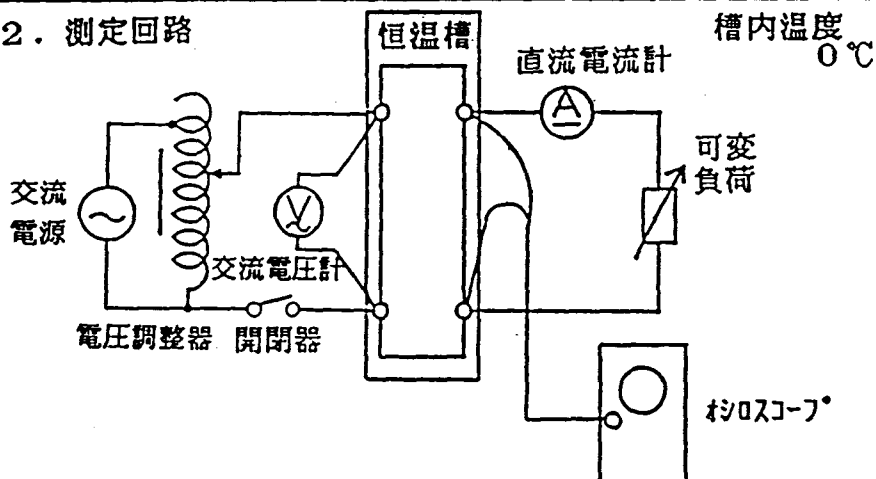 2．測定回路
恒温槽
槽内温度
0℃
直流電流計
A
可変
負荷
交流
電源
V
交流電圧計
電圧調整器
開閉器
ｵｼﾛｽｺｰﾌﾟ